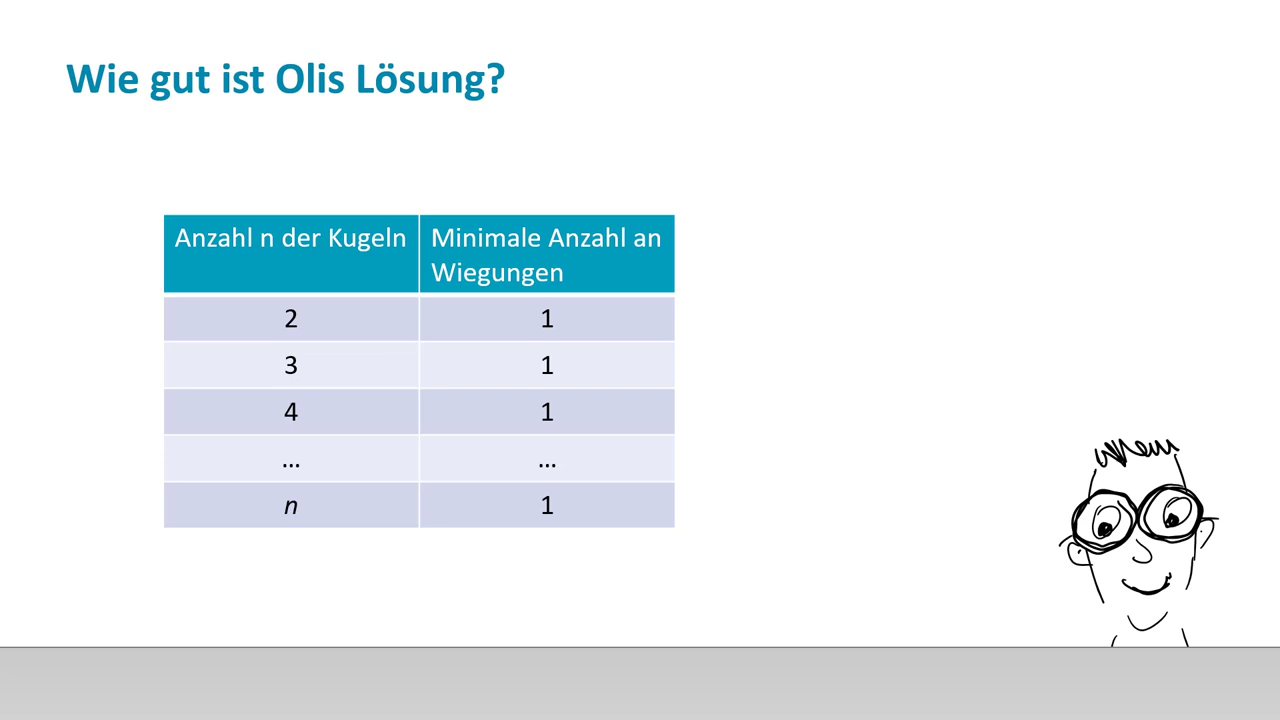 Wie gut ist Olis Lösung?
Anzahl n der Kugeln
Minimale Anzahl an
Wiegungen
2 1
3 1
4 1
... ...
n 1